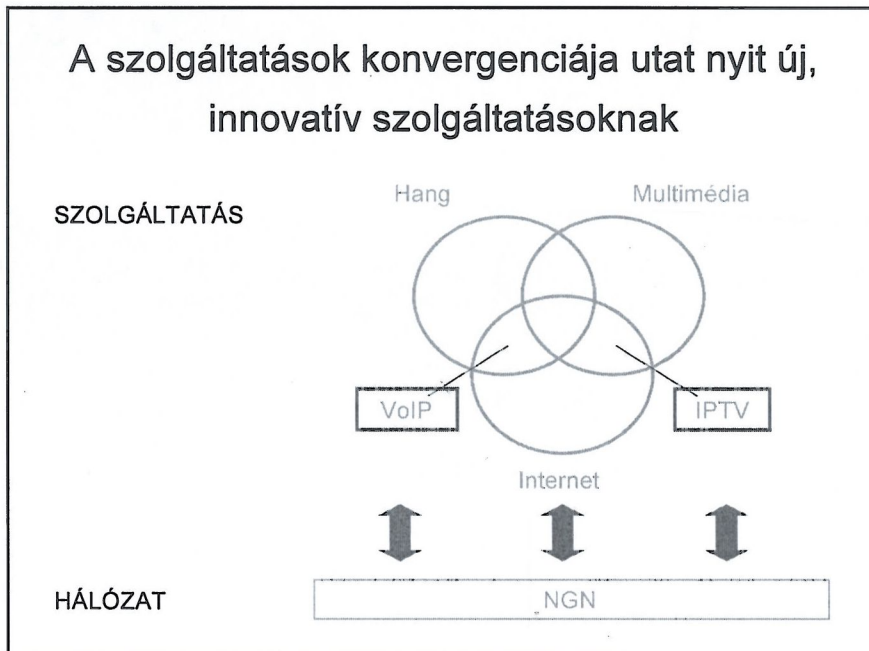 A szolgáltatások konvergenciája utat nyit új,
innovatív szolgáltatásoknak
SZOLGÁLTATÁS
Hang
Multimédia
VoIP
IPTV
Internet
HÁLÓZAT
NGN